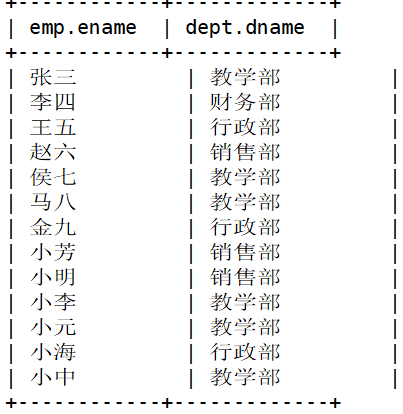 +------------+-------------+
| emp.ename | dept.dname |
+------------+-------------+
| 张三 | 教学部 |
| 李四 | 财务部 |
| 王五 | 行政部 |
| 赵六 | 销售部 |
| 侯七 | 教学部 |
| 马八 | 教学部 |
| 金九 | 行政部 |
| 小芳 | 销售部 |
| 小明 | 销售部 |
| 小李 | 教学部 |
| 小元 | 教学部 |
| 小海 | 行政部 |
| 小中 | 教学部 |
+------------+-------------+